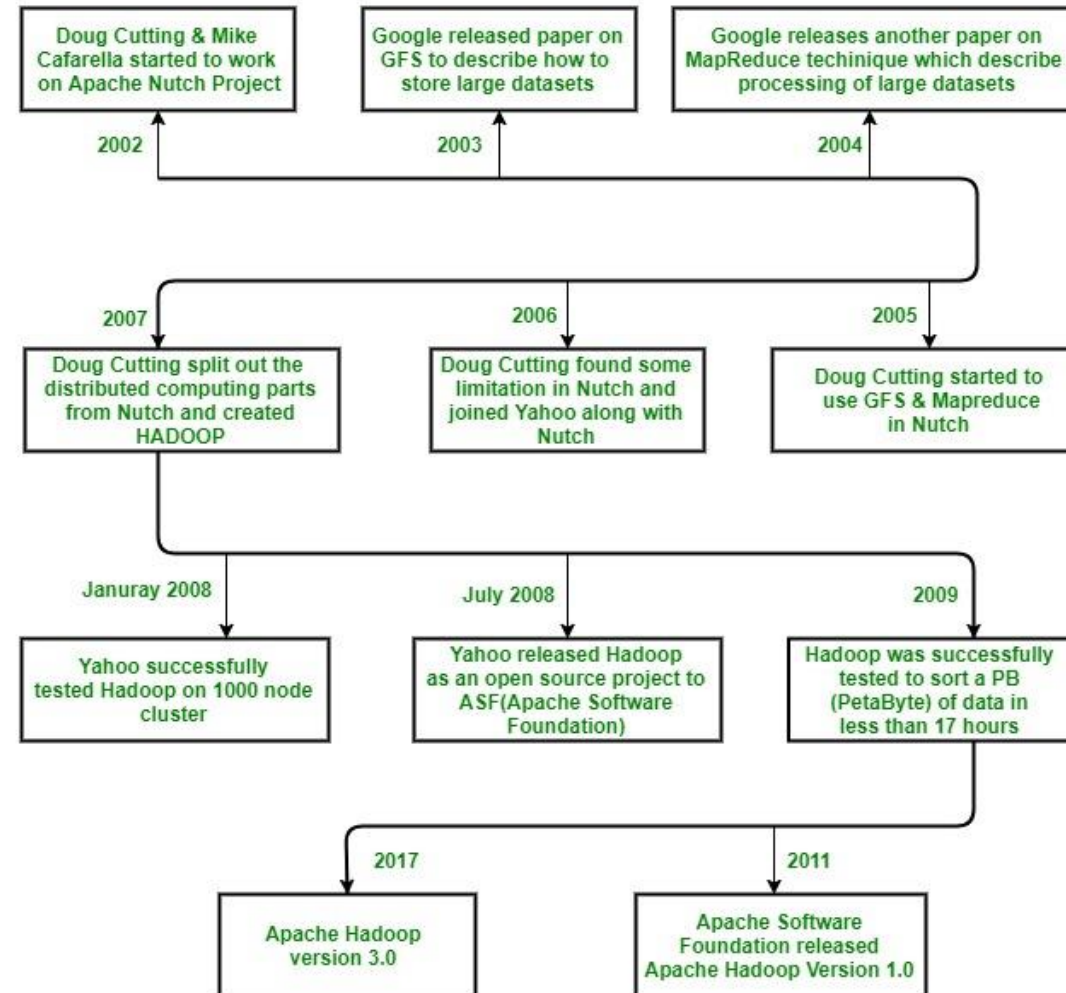 Doug Cutting & Mike
Cafarella started to work
on Apache Nutch Project
2002
Google released paper on
GFS to describe how to
store large datasets
2003
Google releases another paper on
MapReduce techinique which describe
processing of large datasets
2004
2005
Doug Cutting started to
use GFS & Mapreduce
in Nutch
2006
Doug Cutting found some
limitation in Nutch and
joined Yahoo along with
Nutch
2007
Doug Cutting split out the
distributed computing parts
from Nutch and created
HADOOP
Januray 2008
Yahoo successfully
tested Hadoop on 1000 node
cluster
July 2008
Yahoo released Hadoop
as an open source project to
ASF(Apache Software
Foundation)
2009
Hadoop was successfully
tested to sort a PB
(PetaByte) of data in
less than 17 hours
2011
Apache Software
Foundation released
Apache Hadoop Version 1.0
2017
Apache Hadoop
version 3.0